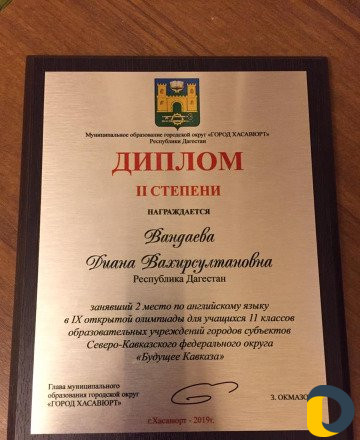 Муниципальное образование городской округ «ГОРОД ХАСАВЮРТ»
Республики Дагестан
ДИПЛОМ
II СТЕПЕНИ
НАГРАЖДАЕТСЯ
Вандаева
Диана Вахирсултановна
Республика Дагестан
занявший 2 место по английскому языку
в IX открытой олимпиады для учащихся 11 классов
образовательных учреждений городов субъектов
Северо-Кавказского федерального округа
«Будущее Кавказа»
Глава муниципального
образования городской округ
«ГОРОД ХАСАВЮРТ»
З. ОКМАЗО
г.Хасавюрт - 2019г.